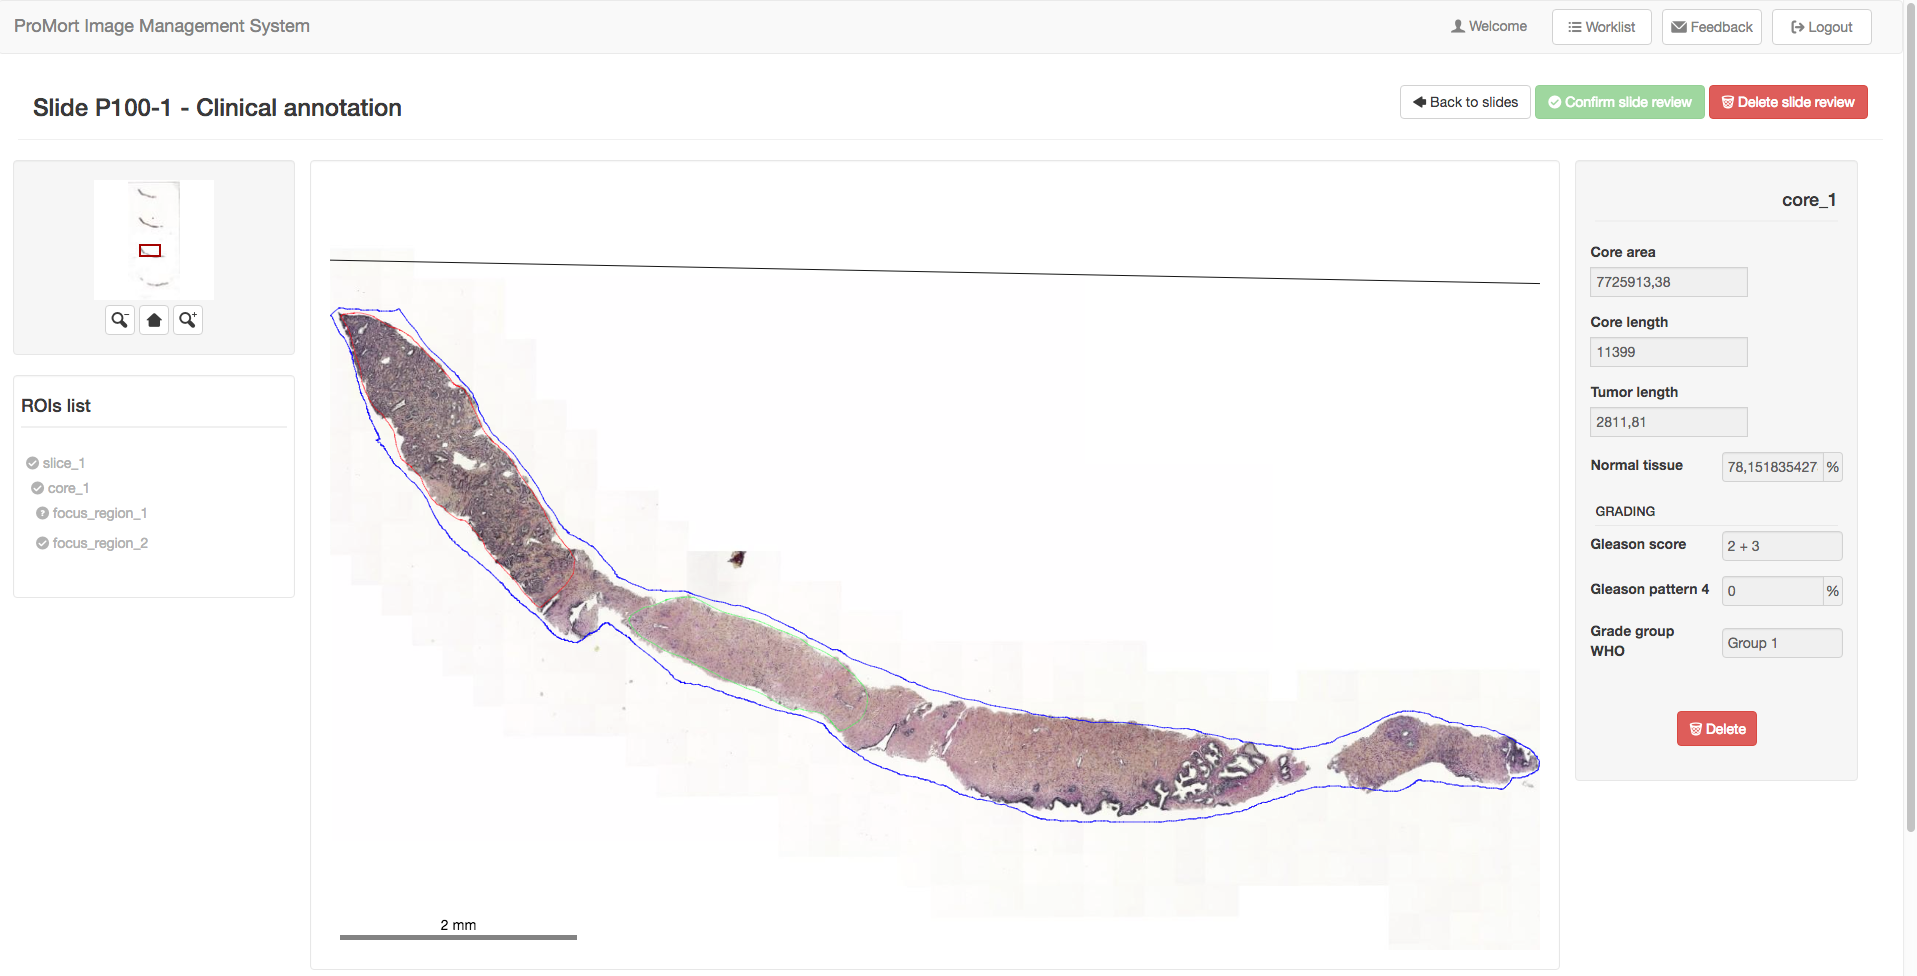 ProMort Image Management System
Welcome
Worklist
Feedback
Logout
Slide P100-1 - Clinical annotation
Back to slides
Confirm slide review
Delete slide review
ROIs list
slice_1
core_1
focus_region_1
focus_region_2
2 mm
core_1
Core area
7725913,38
Core length
11399
Tumor length
2811,81
Normal tissue
78,151835427 %
GRADING
Gleason score
2 + 3
Gleason pattern 4
0 %
Grade group
WHO
Group 1
Delete